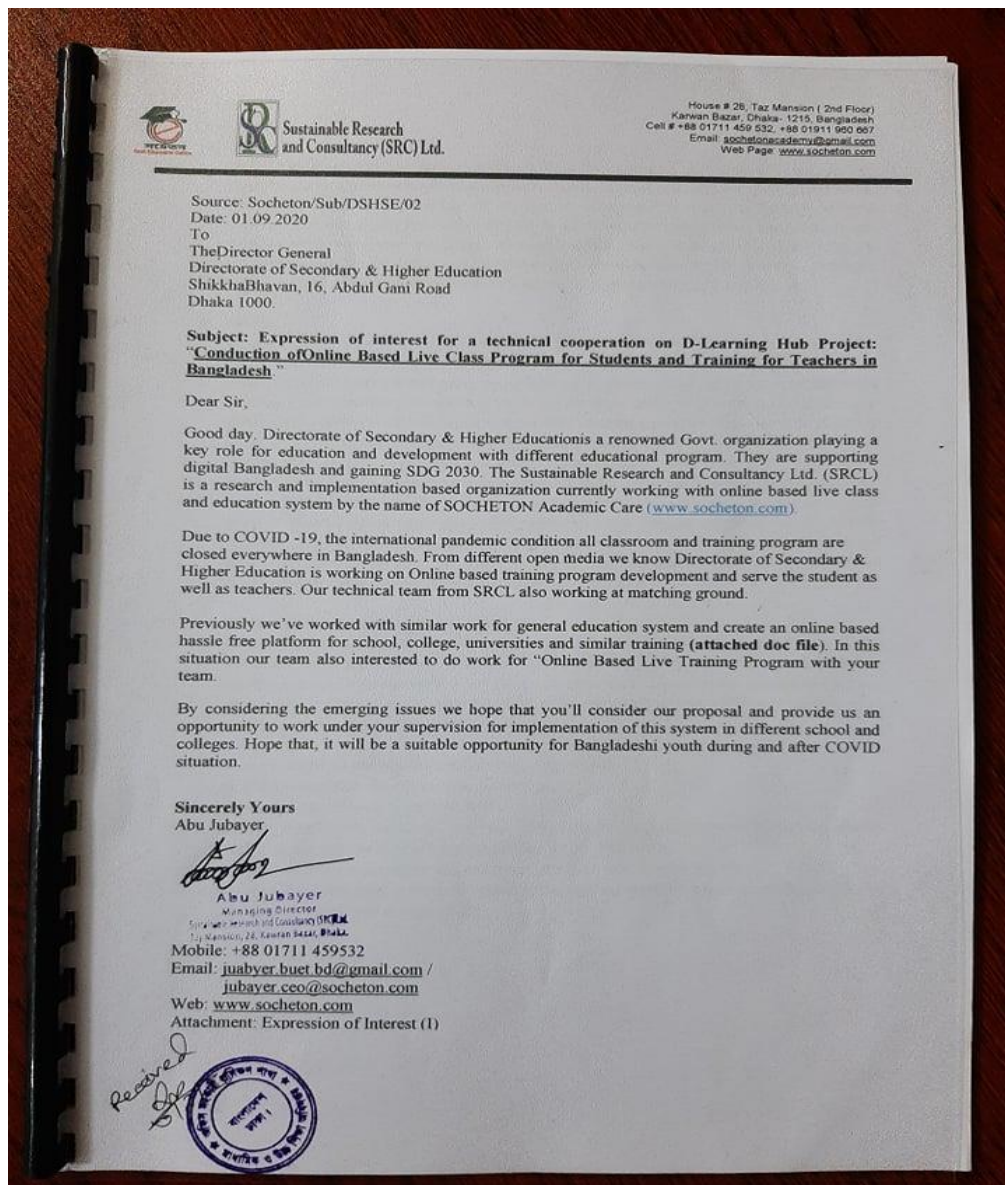 Sustainable Research
and Consultancy (SRC) Ltd.
House # 28, Taz Mansion ( 2nd Floor)
Karwan Bazar, Dhaka- 1215, Bangladesh
Cell # +88 01711 459 532, +88 01911 960 667
Email: sochetonacademy@gmail.com
Web Page: www.socheton.com
Source: Socheton/Sub/DSHSE/02
Date: 01.09.2020
To
TheDirector General
Directorate of Secondary & Higher Education
ShikkhaBhavan, 16, Abdul Gani Road
Dhaka 1000.
Subject: Expression of interest for a technical cooperation on D-Learning Hub Project:
"Conduction ofOnline Based Live Class Program for Students and Training for Teachers in
Bangladesh."
Dear Sir,
Good day. Directorate of Secondary & Higher Educationis a renowned Govt. organization playing a
key role for education and development with different educational program. They are supporting
digital Bangladesh and gaining SDG 2030. The Sustainable Research and Consultancy Ltd. (SRCL)
is a research and implementation based organization currently working with online based live class
and education system by the name of SOCHETON Academic Care (www.socheton.com).
Due to COVID -19, the international pandemic condition all classroom and training program are
closed everywhere in Bangladesh. From different open media we know Directorate of Secondary &
Higher Education is working on Online based training program development and serve the student as
well as teachers. Our technical team from SRCL also working at matching ground.
Previously we've worked with similar work for general education system and create an online based
hassle free platform for school, college, universities and similar training (attached doc file). In this
situation our team also interested to do work for "Online Based Live Training Program with your
team.
By considering the emerging issues we hope that you'll consider our proposal and provide us an
opportunity to work under your supervision for implementation of this system in different school and
colleges. Hope that, it will be a suitable opportunity for Bangladeshi youth during and after COVID
situation.
Sincerely Yours
Abu Jubayer
Abu Jubayer
Managing Director
Sustainable Research and Consultancy (SRC) Ltd.
Taj Mansion, 28, Kawran Bazar, Dhaka.
Mobile: +88 01711 459532
Email: juabyer.buet.bd@gmail.com /
jubayer.ceo@socheton.com
Web: www.socheton.com
Attachment: Expression of Interest (1)
Received
বাংলাদেশ
ঢাকা।